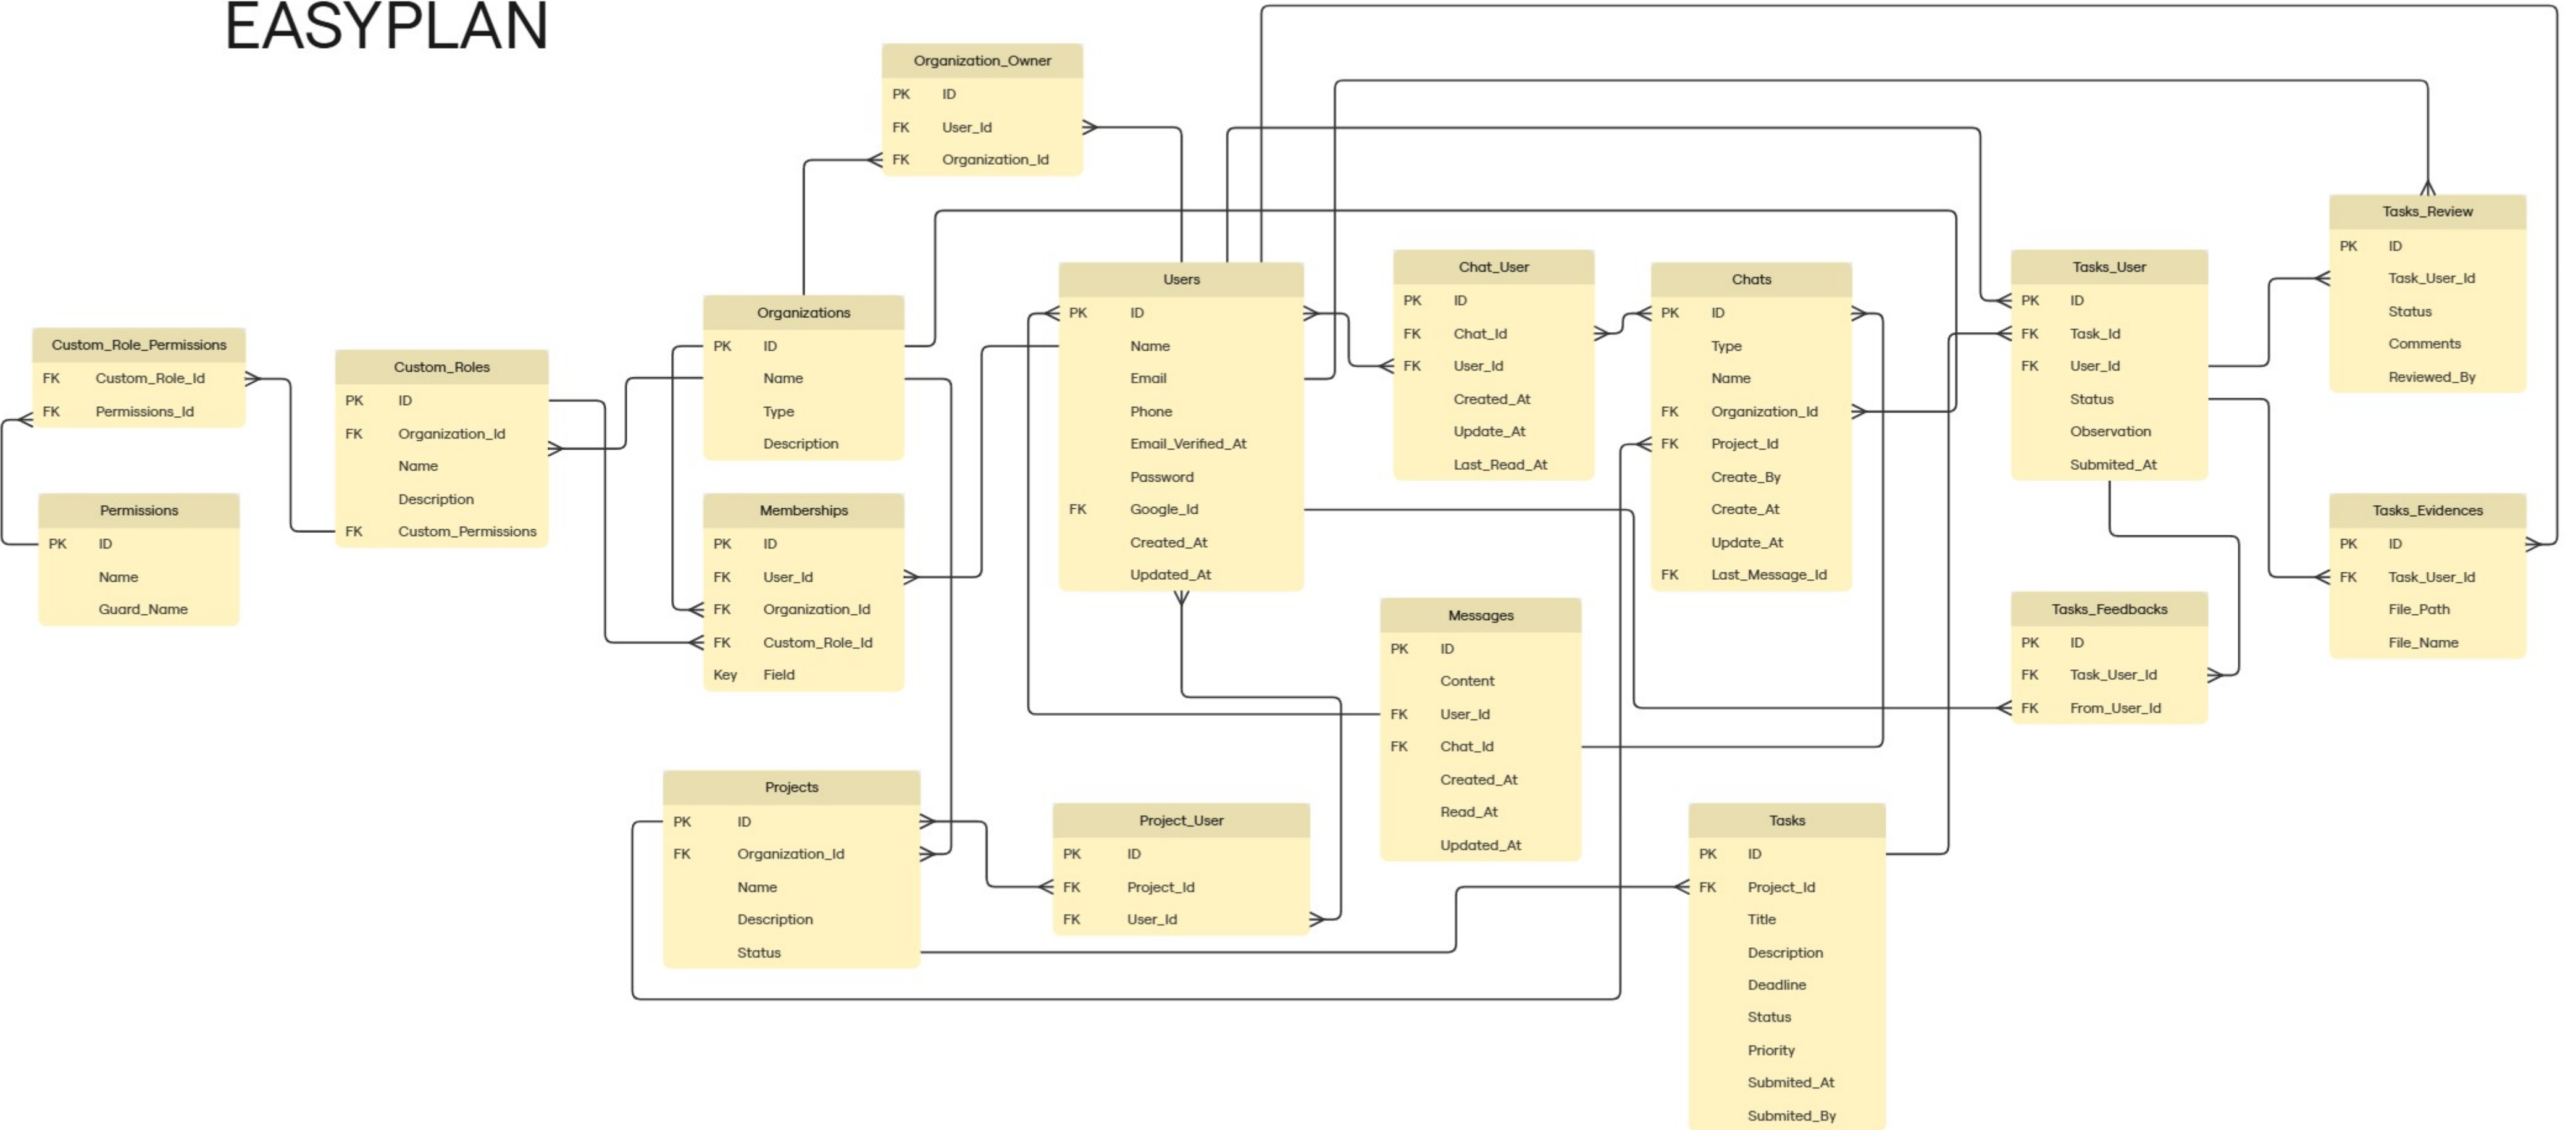 EASYPLAN
Organization_Owner
PK ID
FK User_Id
FK Organization_Id
Custom_Role_Permissions
FK Custom_Role_Id
FK Permissions_Id
Permissions
PK ID
Name
Guard_Name
Custom_Roles
PK ID
FK Organization_Id
Name
Description
FK Custom_Permissions
Organizations
PK ID
Name
Type
Description
Memberships
PK ID
FK User_Id
FK Organization_Id
FK Custom_Role_Id
Key Field
Users
PK ID
Name
Email
Phone
Email_Verified_At
Password
FK Google_Id
Created_At
Updated_At
Chat_User
PK ID
FK Chat_Id
FK User_Id
Created_At
Update_At
Last_Read_At
Chats
PK ID
Type
Name
FK Organization_Id
FK Project_Id
Create_By
Create_At
Update_At
FK Last_Message_Id
Tasks_User
PK ID
FK Task_Id
FK User_Id
Status
Observation
Submited_At
Tasks_Review
PK ID
Task_User_Id
Status
Comments
Reviewed_By
Tasks_Evidences
PK ID
FK Task_User_Id
File_Path
File_Name
Tasks_Feedbacks
PK ID
FK Task_User_Id
FK From_User_Id
Messages
PK ID
Content
FK User_Id
FK Chat_Id
Created_At
Read_At
Updated_At
Projects
PK ID
FK Organization_Id
Name
Description
Status
Project_User
PK ID
FK Project_Id
FK User_Id
Tasks
PK ID
FK Project_Id
Title
Description
Deadline
Status
Priority
Submited_At
Submited_By